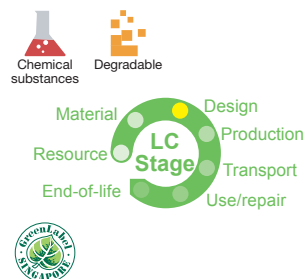 Chemical
substances
Degradable
Design
Material
Production
LC
Stage
Resource
Transport
End-of-life
Use/repair
GreenLabel
SINGAPORE